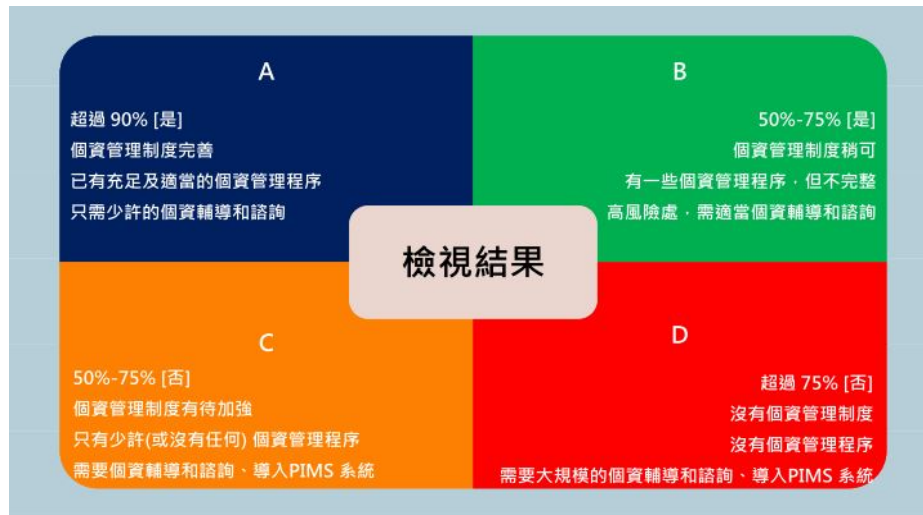 A
超過 90% [是]
個資管理制度完善
已有充足及適當的個資管理程序
只需少許的個資輔導和諮詢
B
50%-75% [是]
個資管理制度稍可
有一些個資管理程序，但不完整
高風險處，需適當個資輔導和諮詢
檢視結果
C
50%-75% [否]
個資管理制度有待加強
只有少許(或沒有任何) 個資管理程序
需要個資輔導和諮詢、導入PIMS 系統
D
超過 75% [否]
沒有個資管理制度
沒有個資管理程序
需要大規模的個資輔導和諮詢、導入PIMS 系統